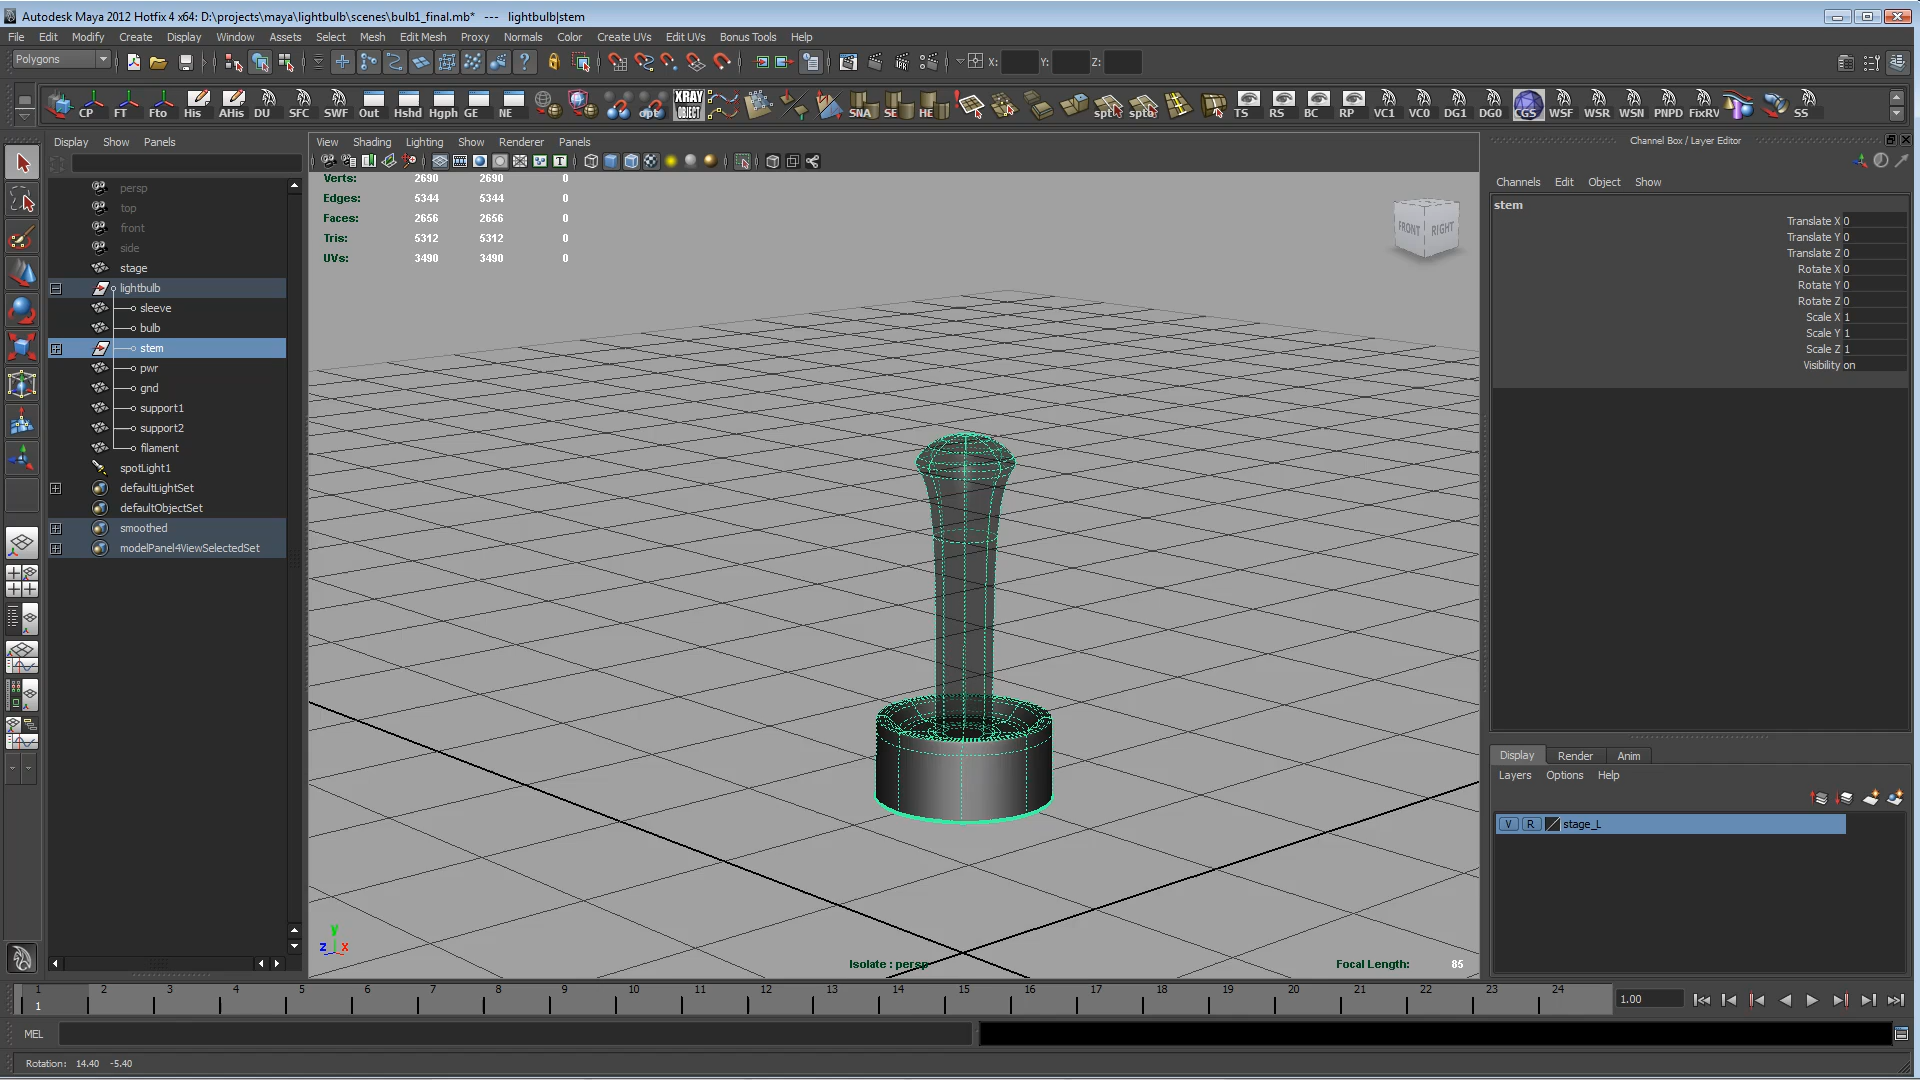 Autodesk Maya 2012 Hotfix 4 x64: D:\projects\maya\lightbulb\scenes\bulb1_final.mb*   ---   lightbulb|stem
File Edit Modify Create Display Window Assets Select Mesh Edit Mesh Proxy Normals Color Create UVs Edit UVs Bonus Tools Help
Polygons ? X: Y: Z:
CP FT Fto His AHis DU SFC SWF Out Hshd Hgph GE NE opt XRAY OBJECT SNA SE HE TS RS BC RP VC1 VC0 DG1 DG0 CGS WSF WSR WSN PNPD FixRV SS
Display Show Panels
View Shading Lighting Show Renderer Panels
Channel Box / Layer Editor
Channels Edit Object Show
persp
top
front
side
stage
lightbulb
sleeve
bulb
stem
pwr
gnd
support1
support2
filament
spotLight1
defaultLightSet
defaultObjectSet
smoothed
modelPanel4ViewSelectedSet
Verts: 2690 2690 0
Edges: 5344 5344 0
Faces: 2656 2656 0
Tris: 5312 5312 0
UVs: 3490 3490 0
FRONT RIGHT
y
z x
Isolate : persp
Focal Length: 85
stem
Translate X 0
Translate Y 0
Translate Z 0
Rotate X 0
Rotate Y 0
Rotate Z 0
Scale X 1
Scale Y 1
Scale Z 1
Visibility on
Display Render Anim
Layers Options Help
V R stage_L
1 2 3 4 5 6 7 8 9 10 11 12 13 14 15 16 17 18 19 20 21 22 23 24
1
1.00
MEL
Rotation: 14.40 -5.40